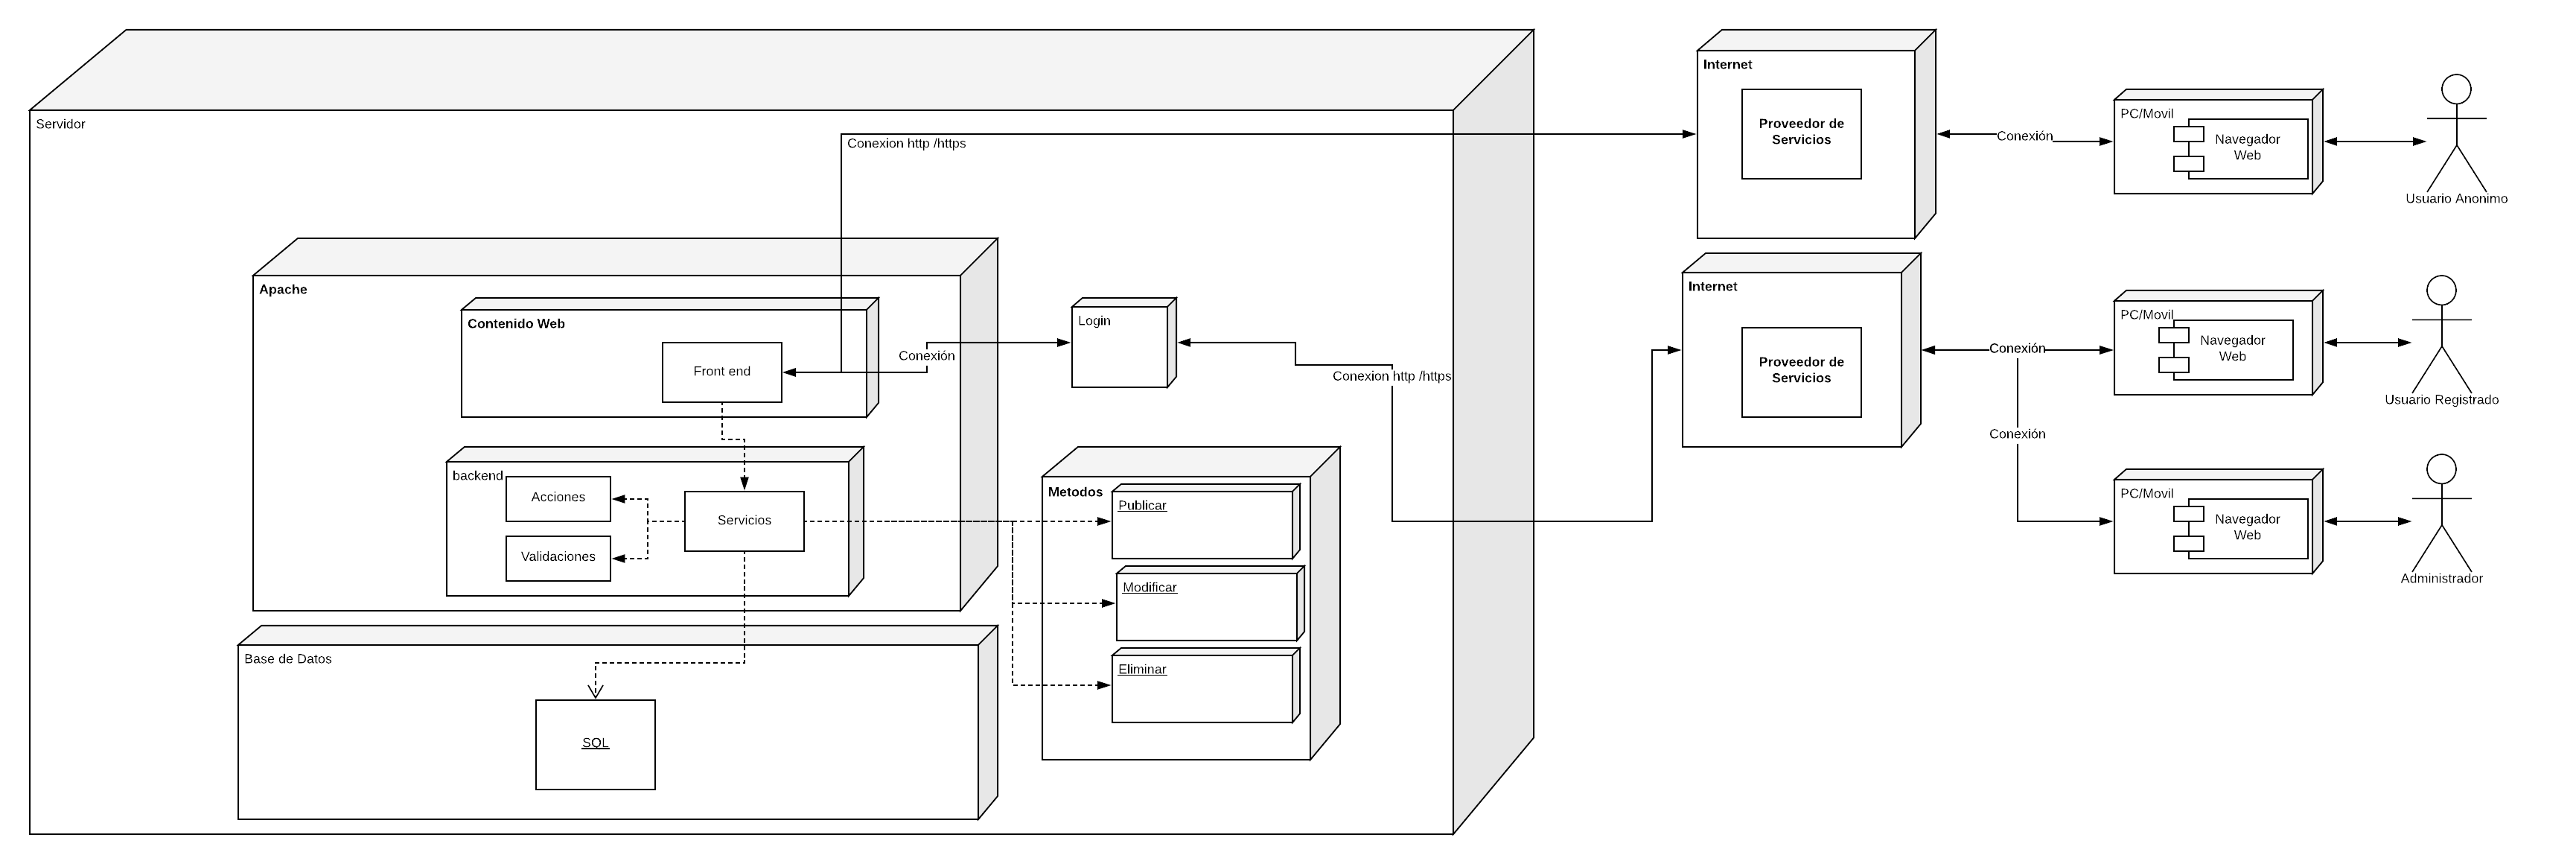 Servidor
Conexion http /https
Apache
Contenido Web
Front end
Conexión
Login
Conexion http /https
backend
Acciones
Validaciones
Servicios
Metodos
Publicar
Modificar
Eliminar
Base de Datos
SQL
Internet
Proveedor de
Servicios
Conexión
PC/Movil
Navegador
Web
Usuario Anonimo
Internet
Proveedor de
Servicios
Conexión
PC/Movil
Navegador
Web
Usuario Registrado
Conexión
PC/Movil
Navegador
Web
Administrador